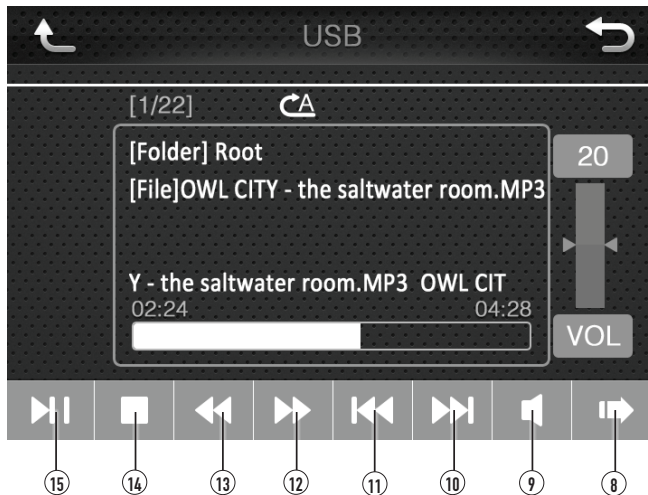 USB
[1/22] A
[Folder] Root
20
[File]OWL CITY - the saltwater room.MP3
Y - the saltwater room.MP3 OWL CIT
02:24 04:28
VOL
15 14 13 12 11 10 9 8